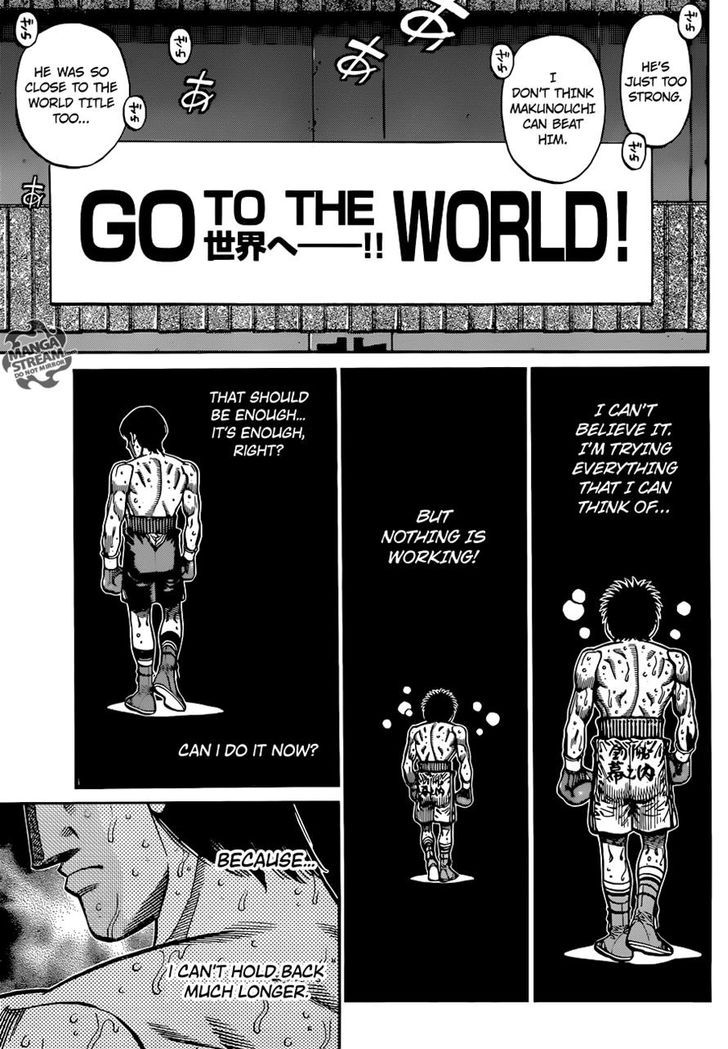 HE'S
JUST TOO
STRONG.
I
DON'T THINK
MAKUNOUCHI
CAN BEAT
HIM.
HE WAS SO
CLOSE TO THE
WORLD TITLE
TOO...
あ
あ
あ
GO TO THE WORLD!
世界へ——!!
MANGA
STREAM
DO NOT MIRROR
I CAN'T
BELIEVE IT.
I'M TRYING
EVERYTHING
THAT I CAN
THINK OF...
BUT
NOTHING IS
WORKING!
THAT SHOULD
BE ENOUGH...
IT'S ENOUGH,
RIGHT?
CAN I DO IT NOW?
BECAUSE...
I CAN'T HOLD BACK
MUCH LONGER.